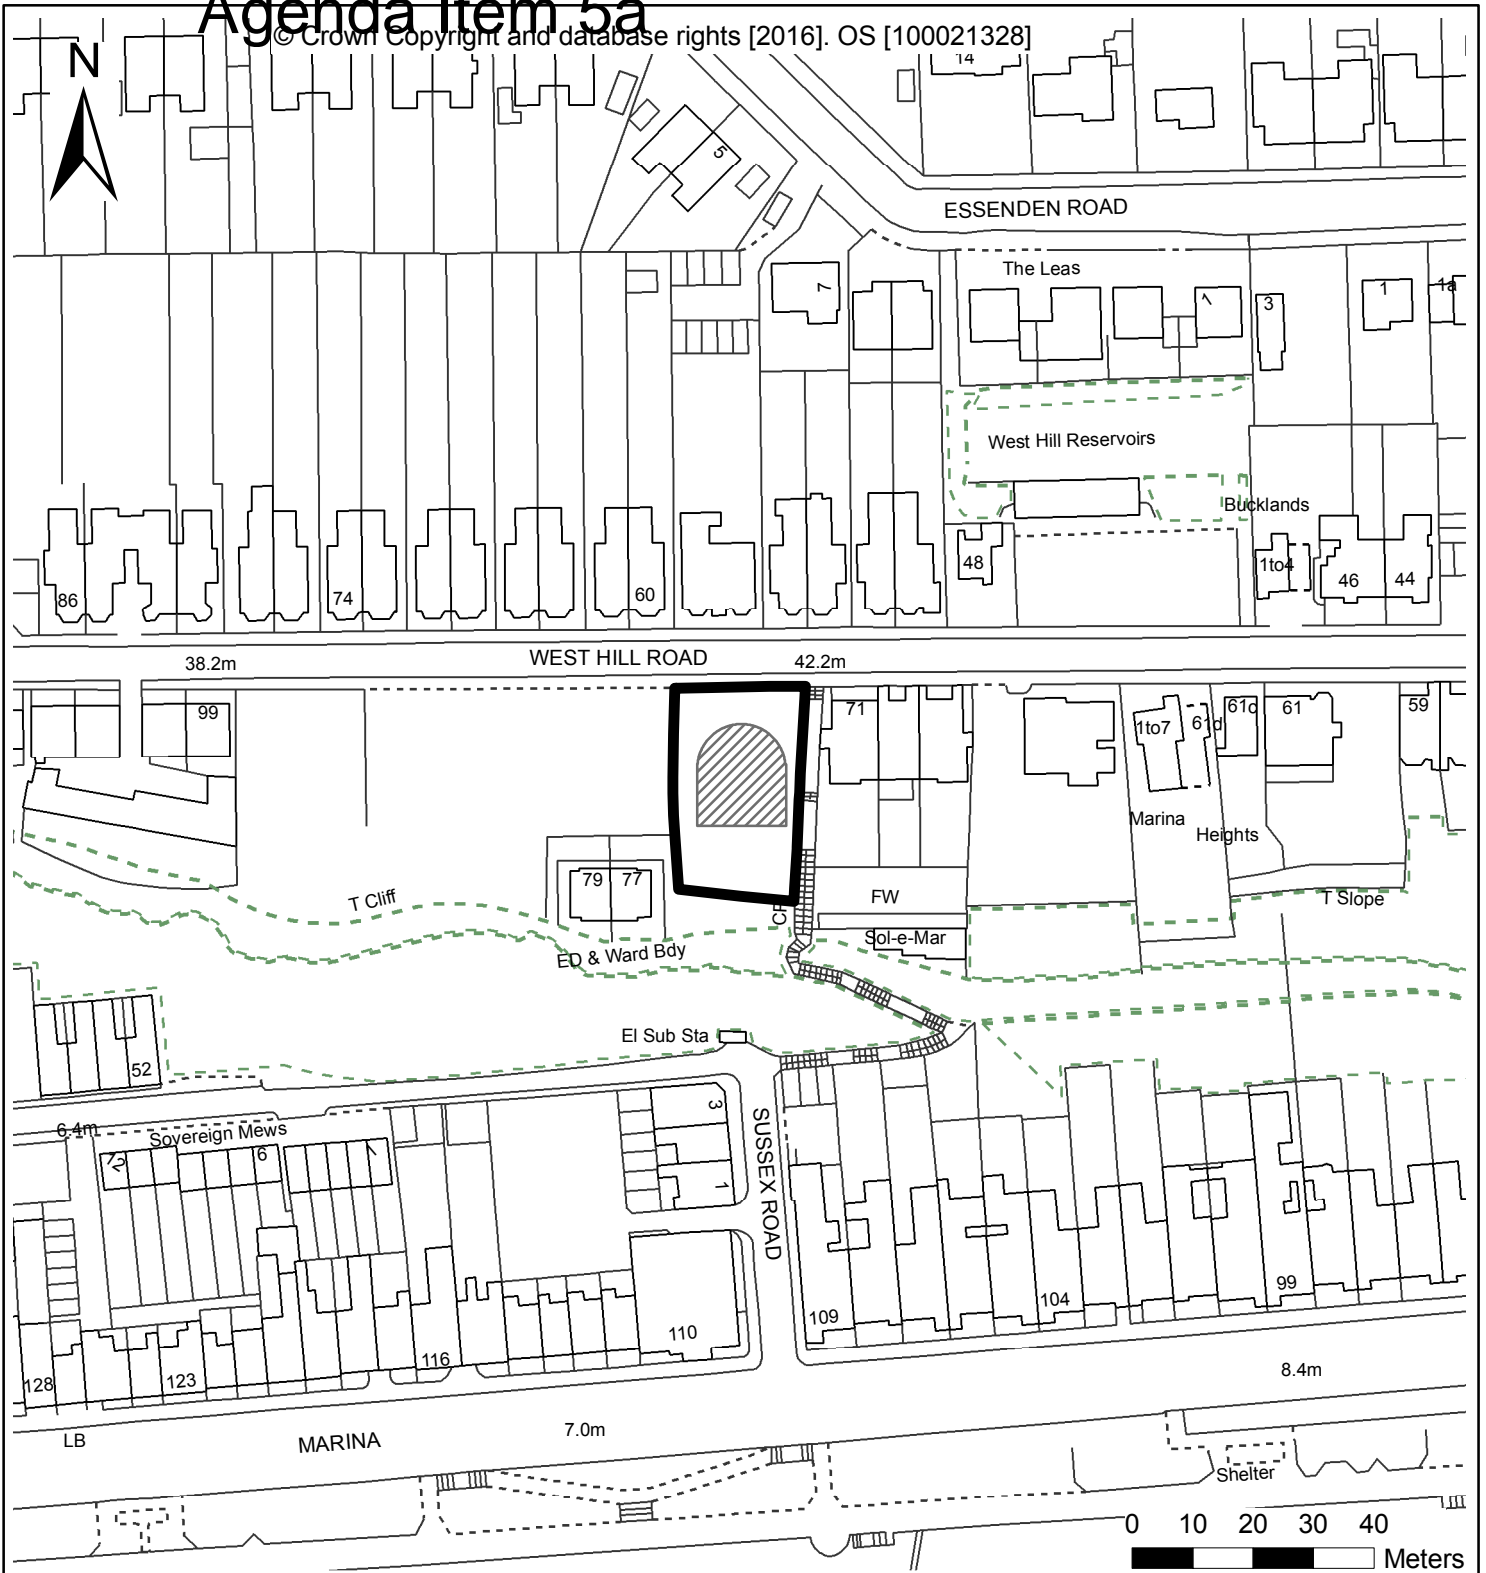 Agenda Item 5a
© Crown Copyright and database rights [2016]. OS [100021328]
N
14
5
ESSENDEN ROAD
The Leas
7
1
3
1
1a
West Hill Reservoirs
Bucklands
48
1to4
46
44
86
74
60
WEST HILL ROAD
38.2m
42.2m
99
71
1to7
61d
61c
61
59
Marina
Heights
79
77
T Cliff
FW
T Slope
Sol-e-Mar
ED & Ward Bdy
El Sub Sta
52
SUSSEX ROAD
3
1
6.4m
Sovereign Mews
12
6
1
109
104
99
110
116
123
128
8.4m
7.0m
LB
MARINA
Shelter
0 10 20 30 40
Meters